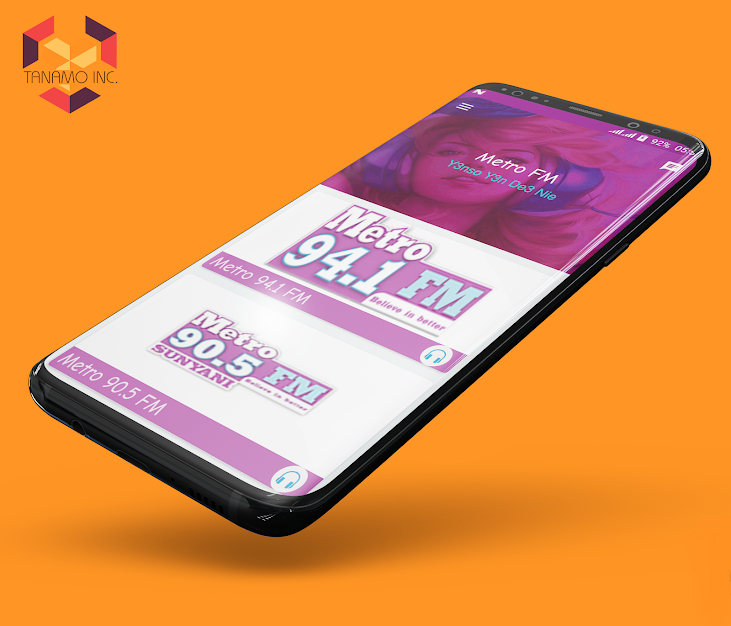 TANAMO INC.
92% 05
Metro FM
Y3nso Y3n De3 Nie
Metro
94.1 FM
Believe in better
Metro 94.1 FM
Metro
90.5 FM
SUNYANI
Believe in better
Metro 90.5 FM